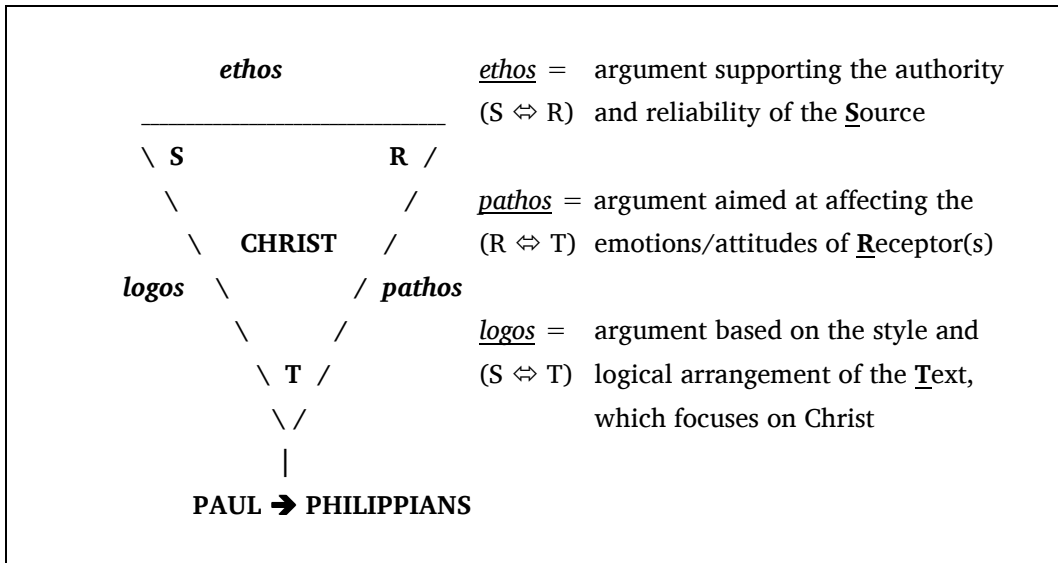 ethos ethos = argument supporting the authority
__________________________________ (S ⇔ R) and reliability of the Source
\ S R /
\ / pathos = argument aimed at affecting the
\ CHRIST / (R ⇔ T) emotions/attitudes of Receptor(s)
logos \ / pathos
\ / logos = argument based on the style and
\ T / (S ⇔ T) logical arrangement of the Text,
\ / which focuses on Christ
|
PAUL ➔ PHILIPPIANS